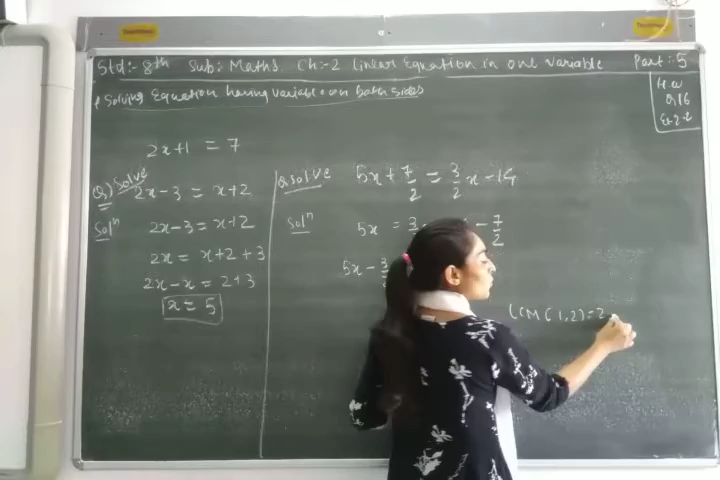 Std:- 8th Sub: Maths. Ch:-2 Linear Equation in one variable Part: 5
Solving Equation having variable on both sides
H.W
Q.16
Ex-2.2
2x+1 = 7
Q) Solve 2x-3 = x+2
Solⁿ 2x-3 = x+2
2x = x+2+3
2x-x = 2+3
x = 5
Q. Solve 5x + 7/2 = 3/2 x - 14
Solⁿ 5x = 3 - 7/2
5x - 3
LCM (1,2) = 2